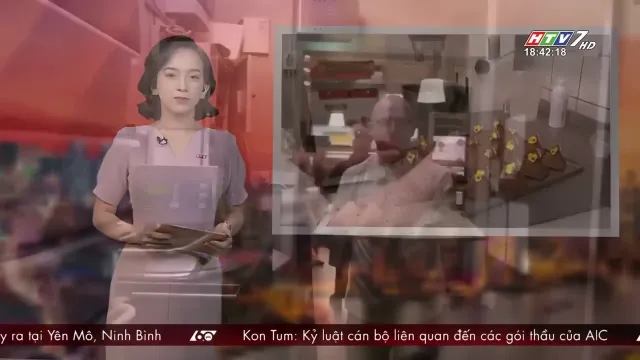 HTV7 HD
18:42:18
y ra tại Yên Mô, Ninh Bình
60
Kon Tum: Kỷ luật cán bộ liên quan đến các gói thầu của AIC